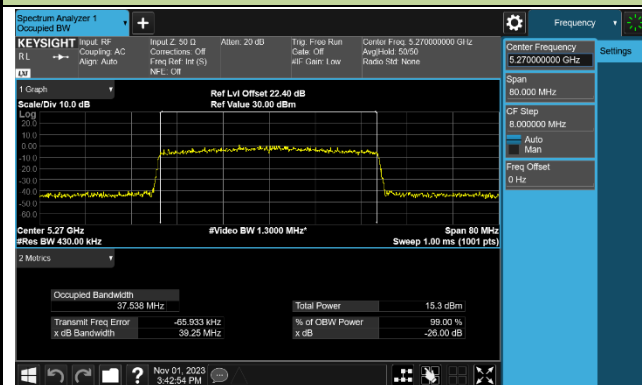 Spectrum Analyzer 1
Occupied BW
Frequency
KEYSIGHT
Input: RF
Input Z: 50 Ω
Atten: 20 dB
Trig: Free Run
Center Freq: 5.270000000 GHz
RL
Coupling: AC
Corrections: Off
Gate: Off
Avg|Hold: 50/50
Align: Auto
Freq Ref: Int (S)
#IF Gain: Low
Radio Std: None
NFE: Off
LXI
Center Frequency
5.270000000 GHz
Settings
Span
80.000 MHz
CF Step
8.000000 MHz
Auto
Man
Freq Offset
0 Hz
1 Graph
Ref Lvl Offset 22.40 dB
Scale/Div 10.0 dB
Ref Value 30.00 dBm
Log
20.0
10.0
0.00
-10.0
-20.0
-30.0
-40.0
-50.0
-60.0
Center 5.27 GHz
#Video BW 1.3000 MHz*
Span 80 MHz
#Res BW 430.00 kHz
Sweep 1.00 ms (1001 pts)
2 Metrics
Occupied Bandwidth
37.538 MHz
Total Power
15.3 dBm
Transmit Freq Error
-65.933 kHz
% of OBW Power
99.00 %
x dB Bandwidth
39.25 MHz
x dB
-26.00 dB
Nov 01, 2023
3:42:54 PM